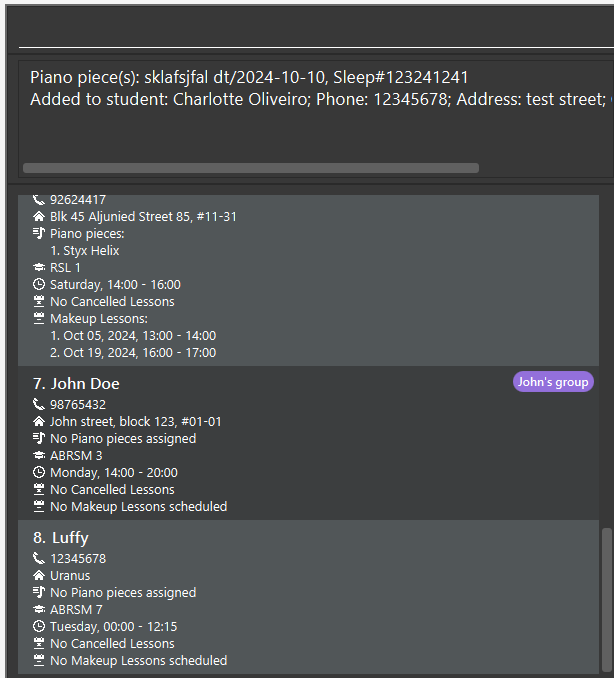 Piano piece(s): sklafsjfal dt/2024-10-10, Sleep#123241241
Added to student: Charlotte Oliveiro; Phone: 12345678; Address: test street;
92624417
Blk 45 Aljunied Street 85, #11-31
Piano pieces:
1. Styx Helix
RSL 1
Saturday, 14:00 - 16:00
No Cancelled Lessons
Makeup Lessons:
1. Oct 05, 2024, 13:00 - 14:00
2. Oct 19, 2024, 16:00 - 17:00
7. John Doe John's group
98765432
John street, block 123, #01-01
No Piano pieces assigned
ABRSM 3
Monday, 14:00 - 20:00
No Cancelled Lessons
No Makeup Lessons scheduled
8. Luffy
12345678
Uranus
No Piano pieces assigned
ABRSM 7
Tuesday, 00:00 - 12:15
No Cancelled Lessons
No Makeup Lessons scheduled